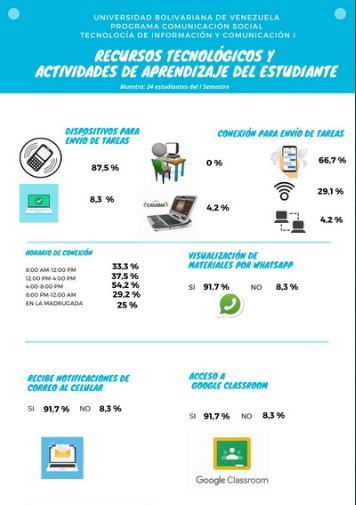 UNIVERSIDAD BOLIVARIANA DE VENEZUELA
PROGRAMA COMUNICACIÓN SOCIAL
TECNOLOGÍA DE INFORMACIÓN Y COMUNICACIÓN I
RECURSOS TECNOLÓGICOS Y
ACTIVIDADES DE APRENDIZAJE DEL ESTUDIANTE
Muestra: 24 estudiantes del I Semestre
DISPOSITIVOS PARA
ENVÍO DE TAREAS
87,5 %
0 %
8,3 %
CANAIMA
4,2 %
CONEXIÓN PARA ENVÍO DE TAREAS
66,7 %
29,1 %
4,2 %
HORARIO DE CONEXIÓN
8:00 AM-12:00 PM 33,3 %
12:00 PM-4:00 PM 37,5 %
4:00-8:00 PM 54,2 %
8:00 PM-12:00 AM 29,2 %
EN LA MADRUGADA 25 %
VISUALIZACIÓN DE
MATERIALES POR WHATSAPP
SI 91,7 % NO 8,3 %
RECIBE NOTIFICACIONES DE
CORREO AL CELULAR
SI 91,7 % NO 8,3 %
ACCESO A
GOOGLE CLASSROOM
SI 91,7 % NO 8,3 %
Google Classroom